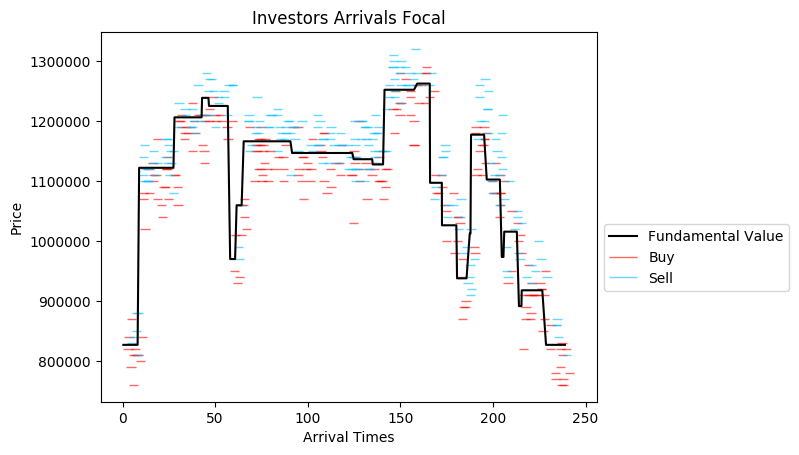 Investors Arrivals Focal
Price
1300000
1200000
1100000
1000000
900000
800000
0 50 100 150 200 250
Arrival Times
Fundamental Value
Buy
Sell